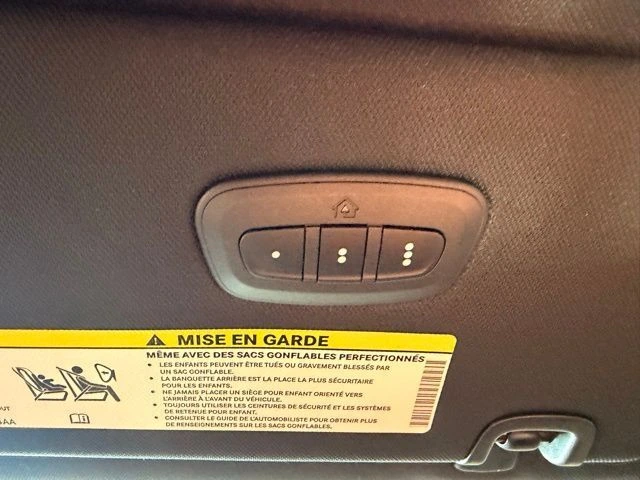 MISE EN GARDE
MÊME AVEC DES SACS GONFLABLES PERFECTIONNÉS
• LES ENFANTS PEUVENT ÊTRE TUÉS OU GRAVEMENT BLESSÉS PAR
UN SAC GONFLABLE.
• LA BANQUETTE ARRIÈRE EST LA PLACE LA PLUS SÉCURITAIRE
POUR LES ENFANTS.
• NE JAMAIS PLACER UN SIÈGE POUR ENFANT ORIENTÉ VERS
L'ARRIÈRE À L'AVANT DU VÉHICULE.
• TOUJOURS UTILISER LES CEINTURES DE SÉCURITÉ ET LES SYSTÈMES
DE RETENUE POUR ENFANT.
• CONSULTER LE GUIDE DE L'AUTOMOBILISTE POUR OBTENIR PLUS
DE RENSEIGNEMENTS SUR LES SACS GONFLABLES.
OUT
AA